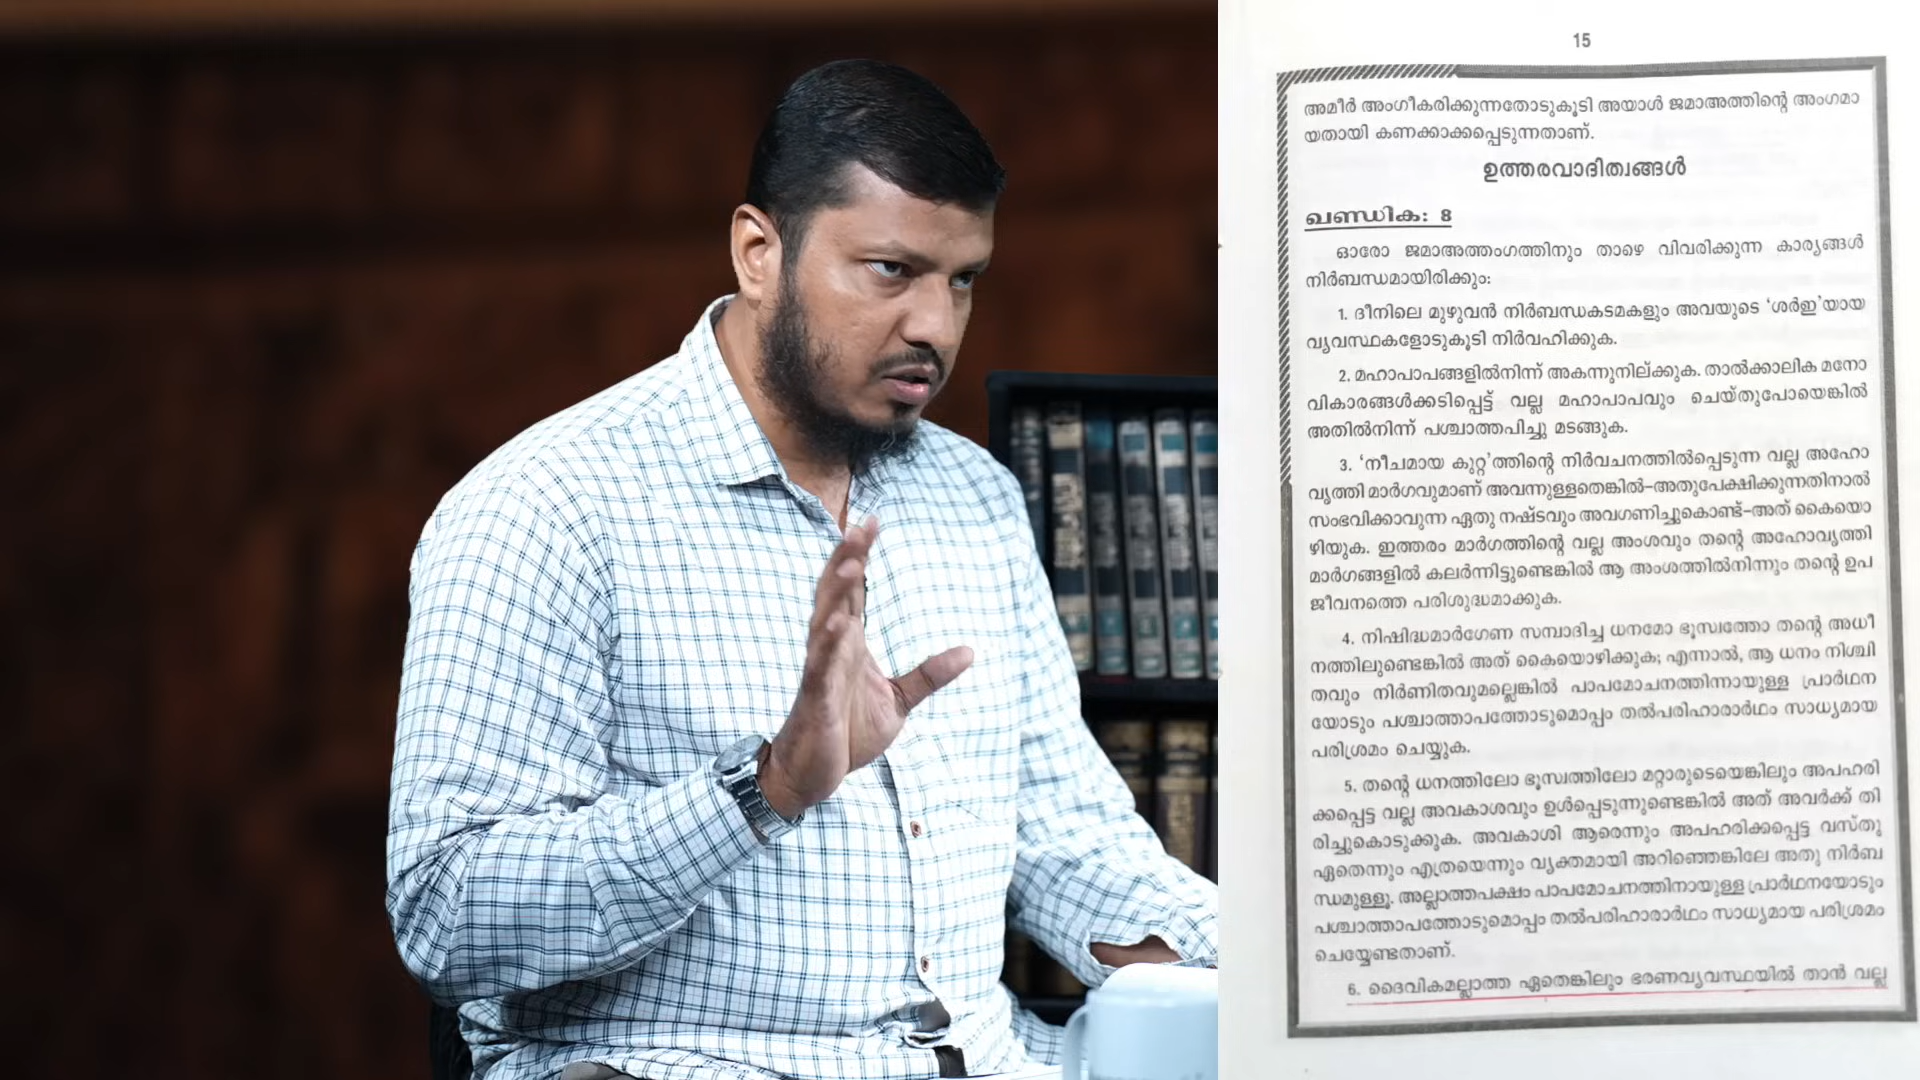 15
അമീർ അംഗീകരിക്കുന്നതോടുകൂടി അയാൾ ജമാഅത്തിന്റെ അംഗമാ
യതായി കണക്കാക്കപ്പെടുന്നതാണ്.
ഉത്തരവാദിത്വങ്ങൾ
ഖണ്ഡിക: 8
ഓരോ ജമാഅത്തംഗത്തിനും താഴെ വിവരിക്കുന്ന കാര്യങ്ങൾ
നിർബന്ധമായിരിക്കും:
1. ദീനിലെ മുഴുവൻ നിർബന്ധകടമകളും അവയുടെ ‘ശർഇ’യായ
വ്യവസ്ഥകളോടുകൂടി നിർവഹിക്കുക.
2. മഹാപാപങ്ങളിൽനിന്ന് അകന്നുനില്ക്കുക. താൽക്കാലിക മനോ
വികാരങ്ങൾക്കടിപ്പെട്ട് വല്ല മഹാപാപവും ചെയ്തുപോയെങ്കിൽ
അതിൽനിന്ന് പശ്ചാത്തപിച്ചു മടങ്ങുക.
3. ‘നീചമായ കുറ്റ’ത്തിന്റെ നിർവചനത്തിൽപ്പെടുന്ന വല്ല അഹോ
വൃത്തി മാർഗവുമാണ് അവന്നുള്ളതെങ്കിൽ–അതുപേക്ഷിക്കുന്നതിനാൽ
സംഭവിക്കാവുന്ന ഏതു നഷ്ടവും അവഗണിച്ചുകൊണ്ട്–അത് കൈയൊ
ഴിയുക. ഇത്തരം മാർഗത്തിന്റെ വല്ല അംശവും തന്റെ അഹോവൃത്തി
മാർഗങ്ങളിൽ കലർന്നിട്ടുണ്ടെങ്കിൽ ആ അംശത്തിൽനിന്നും തന്റെ ഉപ
ജീവനത്തെ പരിശുദ്ധമാക്കുക.
4. നിഷിദ്ധമാർഗേണ സമ്പാദിച്ച ധനമോ ഭൂസ്വത്തോ തന്റെ അധീ
നത്തിലുണ്ടെങ്കിൽ അത് കൈയൊഴിക്കുക; എന്നാൽ, ആ ധനം നിശ്ചി
തവും നിർണിതവുമല്ലെങ്കിൽ പാപമോചനത്തിന്നായുള്ള പ്രാർഥന
യോടും പശ്ചാത്താപത്തോടുമൊപ്പം തൽപരിഹാരാർഥം സാധ്യമായ
പരിശ്രമം ചെയ്യുക.
5. തന്റെ ധനത്തിലോ ഭൂസ്വത്തിലോ മറ്റാരുടെയെങ്കിലും അപഹരി
ക്കപ്പെട്ട വല്ല അവകാശവും ഉൾപ്പെടുന്നുണ്ടെങ്കിൽ അത് അവർക്ക് തി
രിച്ചുകൊടുക്കുക. അവകാശി ആരെന്നും അപഹരിക്കപ്പെട്ട വസ്തു
ഏതെന്നും എത്രയെന്നും വ്യക്തമായി അറിഞ്ഞെങ്കിലേ അതു നിർബ
ന്ധമുള്ളൂ. അല്ലാത്തപക്ഷം പാപമോചനത്തിനായുള്ള പ്രാർഥനയോടും
പശ്ചാത്താപത്തോടുമൊപ്പം തൽപരിഹാരാർഥം സാധ്യമായ പരിശ്രമം
ചെയ്യേണ്ടതാണ്.
6. ദൈവികമല്ലാത്ത ഏതെങ്കിലും ഭരണവ്യവസ്ഥയിൽ താൻ വല്ല